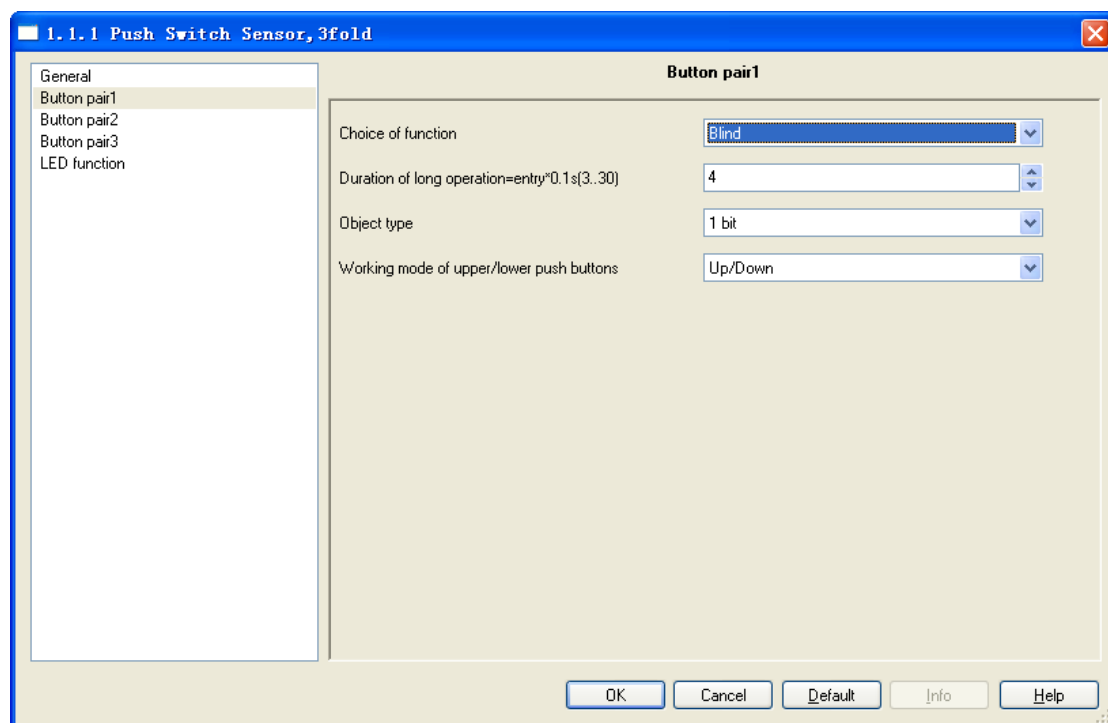 1.1.1 Push Switch Sensor,3fold
General
Button pair1
Button pair2
Button pair3
LED function
Button pair1
Choice of function
Blind
Duration of long operation=entry*0.1s(3..30)
4
Object type
1 bit
Working mode of upper/lower push buttons
Up/Down
OK
Cancel
Default
Info
Help